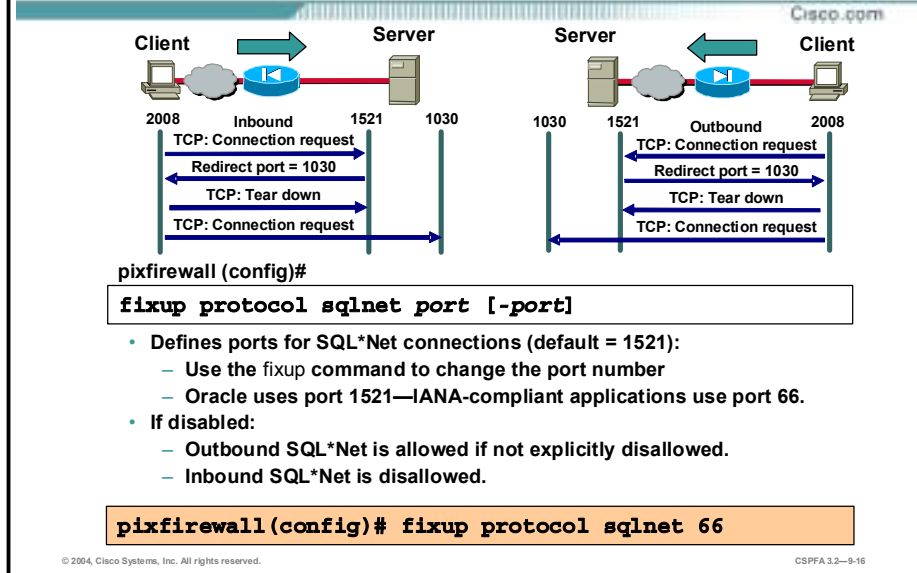 Cisco.com
Client
Server
Server
Client
2008
Inbound
1521
1030
1030
1521
Outbound
2008
TCP: Connection request
Redirect port = 1030
TCP: Tear down
TCP: Connection request
TCP: Connection request
Redirect port = 1030
TCP: Tear down
TCP: Connection request
pixfirewall (config)#
fixup protocol sqlnet port [-port]
• Defines ports for SQL*Net connections (default = 1521):
– Use the fixup command to change the port number
– Oracle uses port 1521—IANA-compliant applications use port 66.
• If disabled:
– Outbound SQL*Net is allowed if not explicitly disallowed.
– Inbound SQL*Net is disallowed.
pixfirewall(config)# fixup protocol sqlnet 66
© 2004, Cisco Systems, Inc. All rights reserved.
CSPFA 3.2—9-16